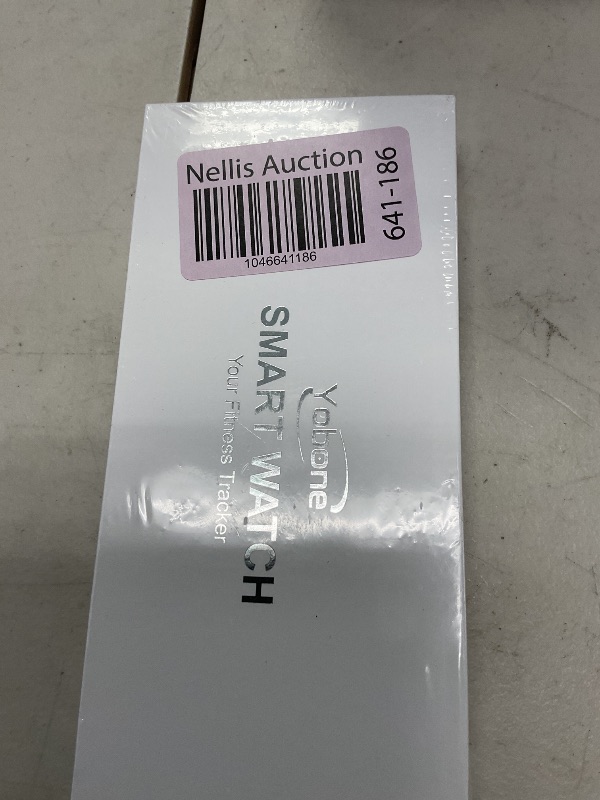 Nellis Auction
1046641186
641-186
Yobone
SMART WATCH
Your Fitness Tracker